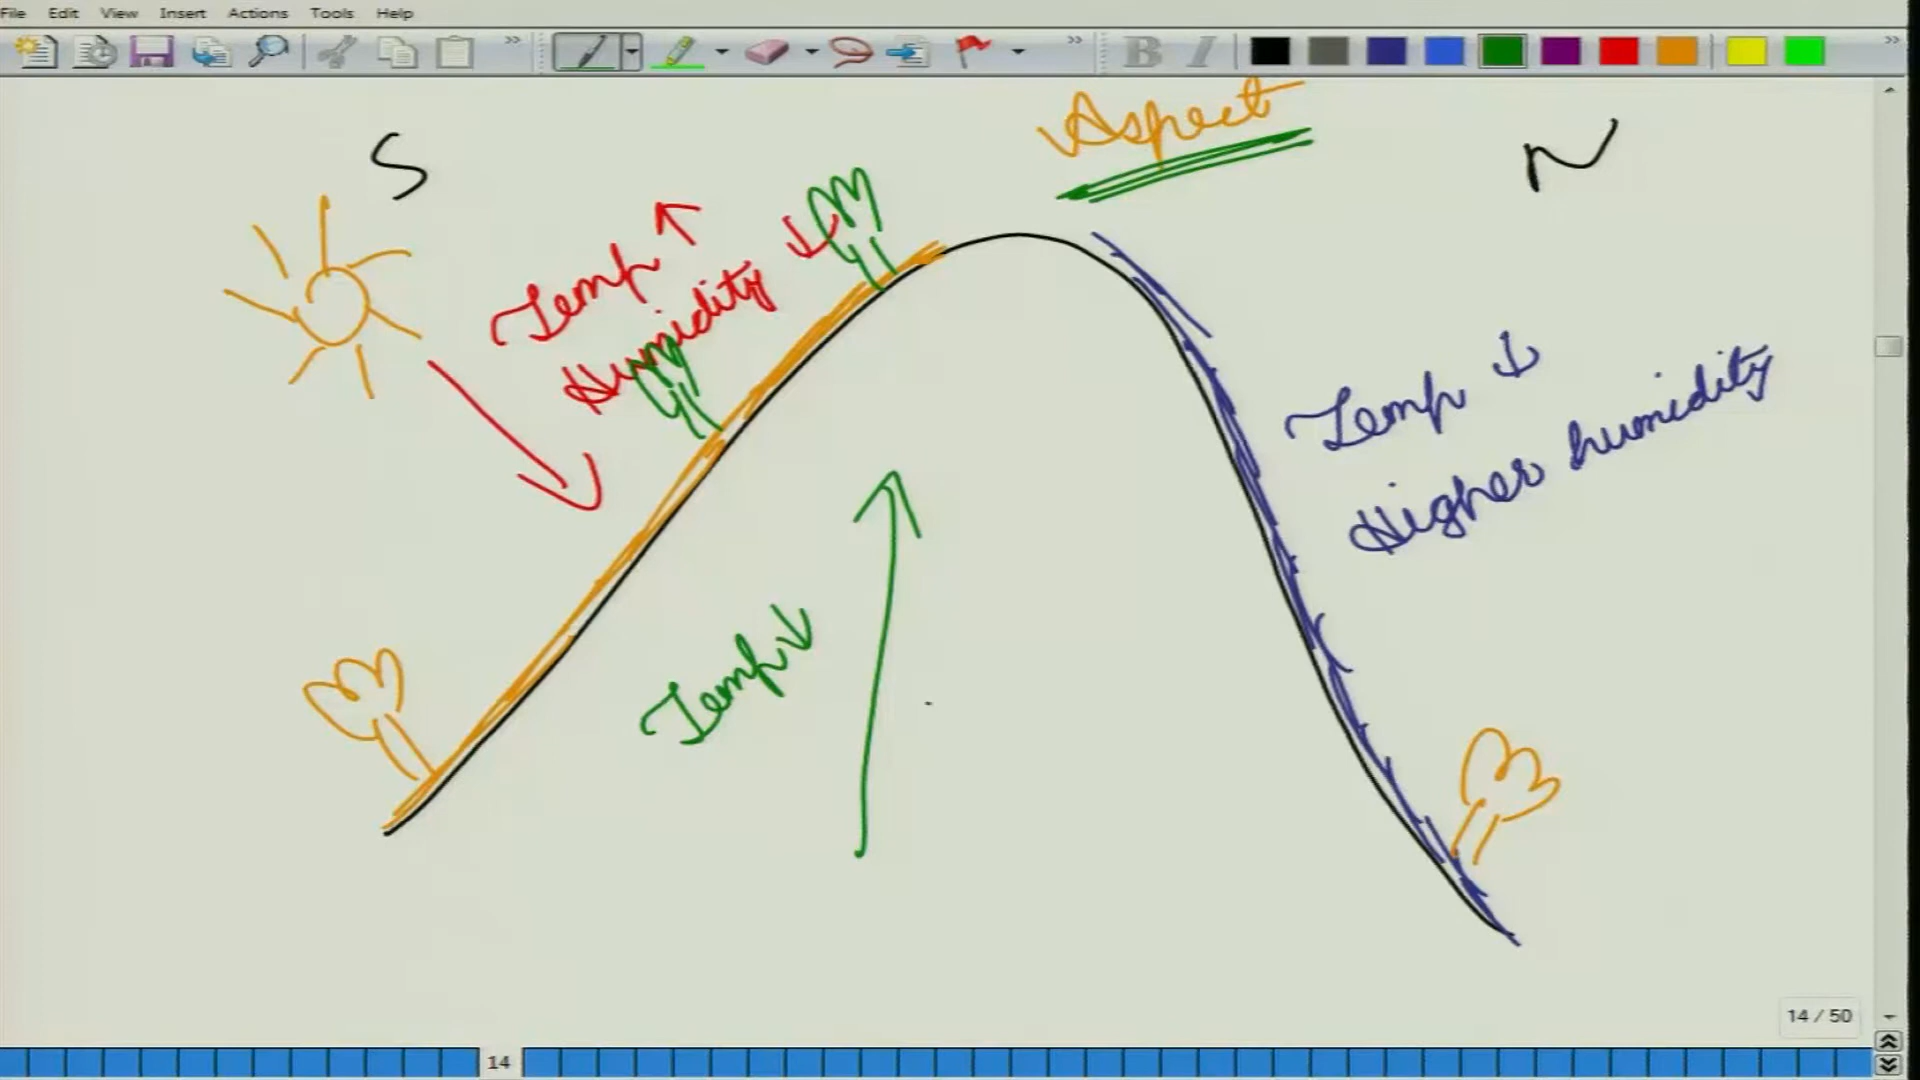 File Edit View Insert Actions Tools Help
B I
Aspect
S
N
Temp ↑
Humidity ↓
Temp ↓
Higher humidity
Temp ↓
14 / 50
14